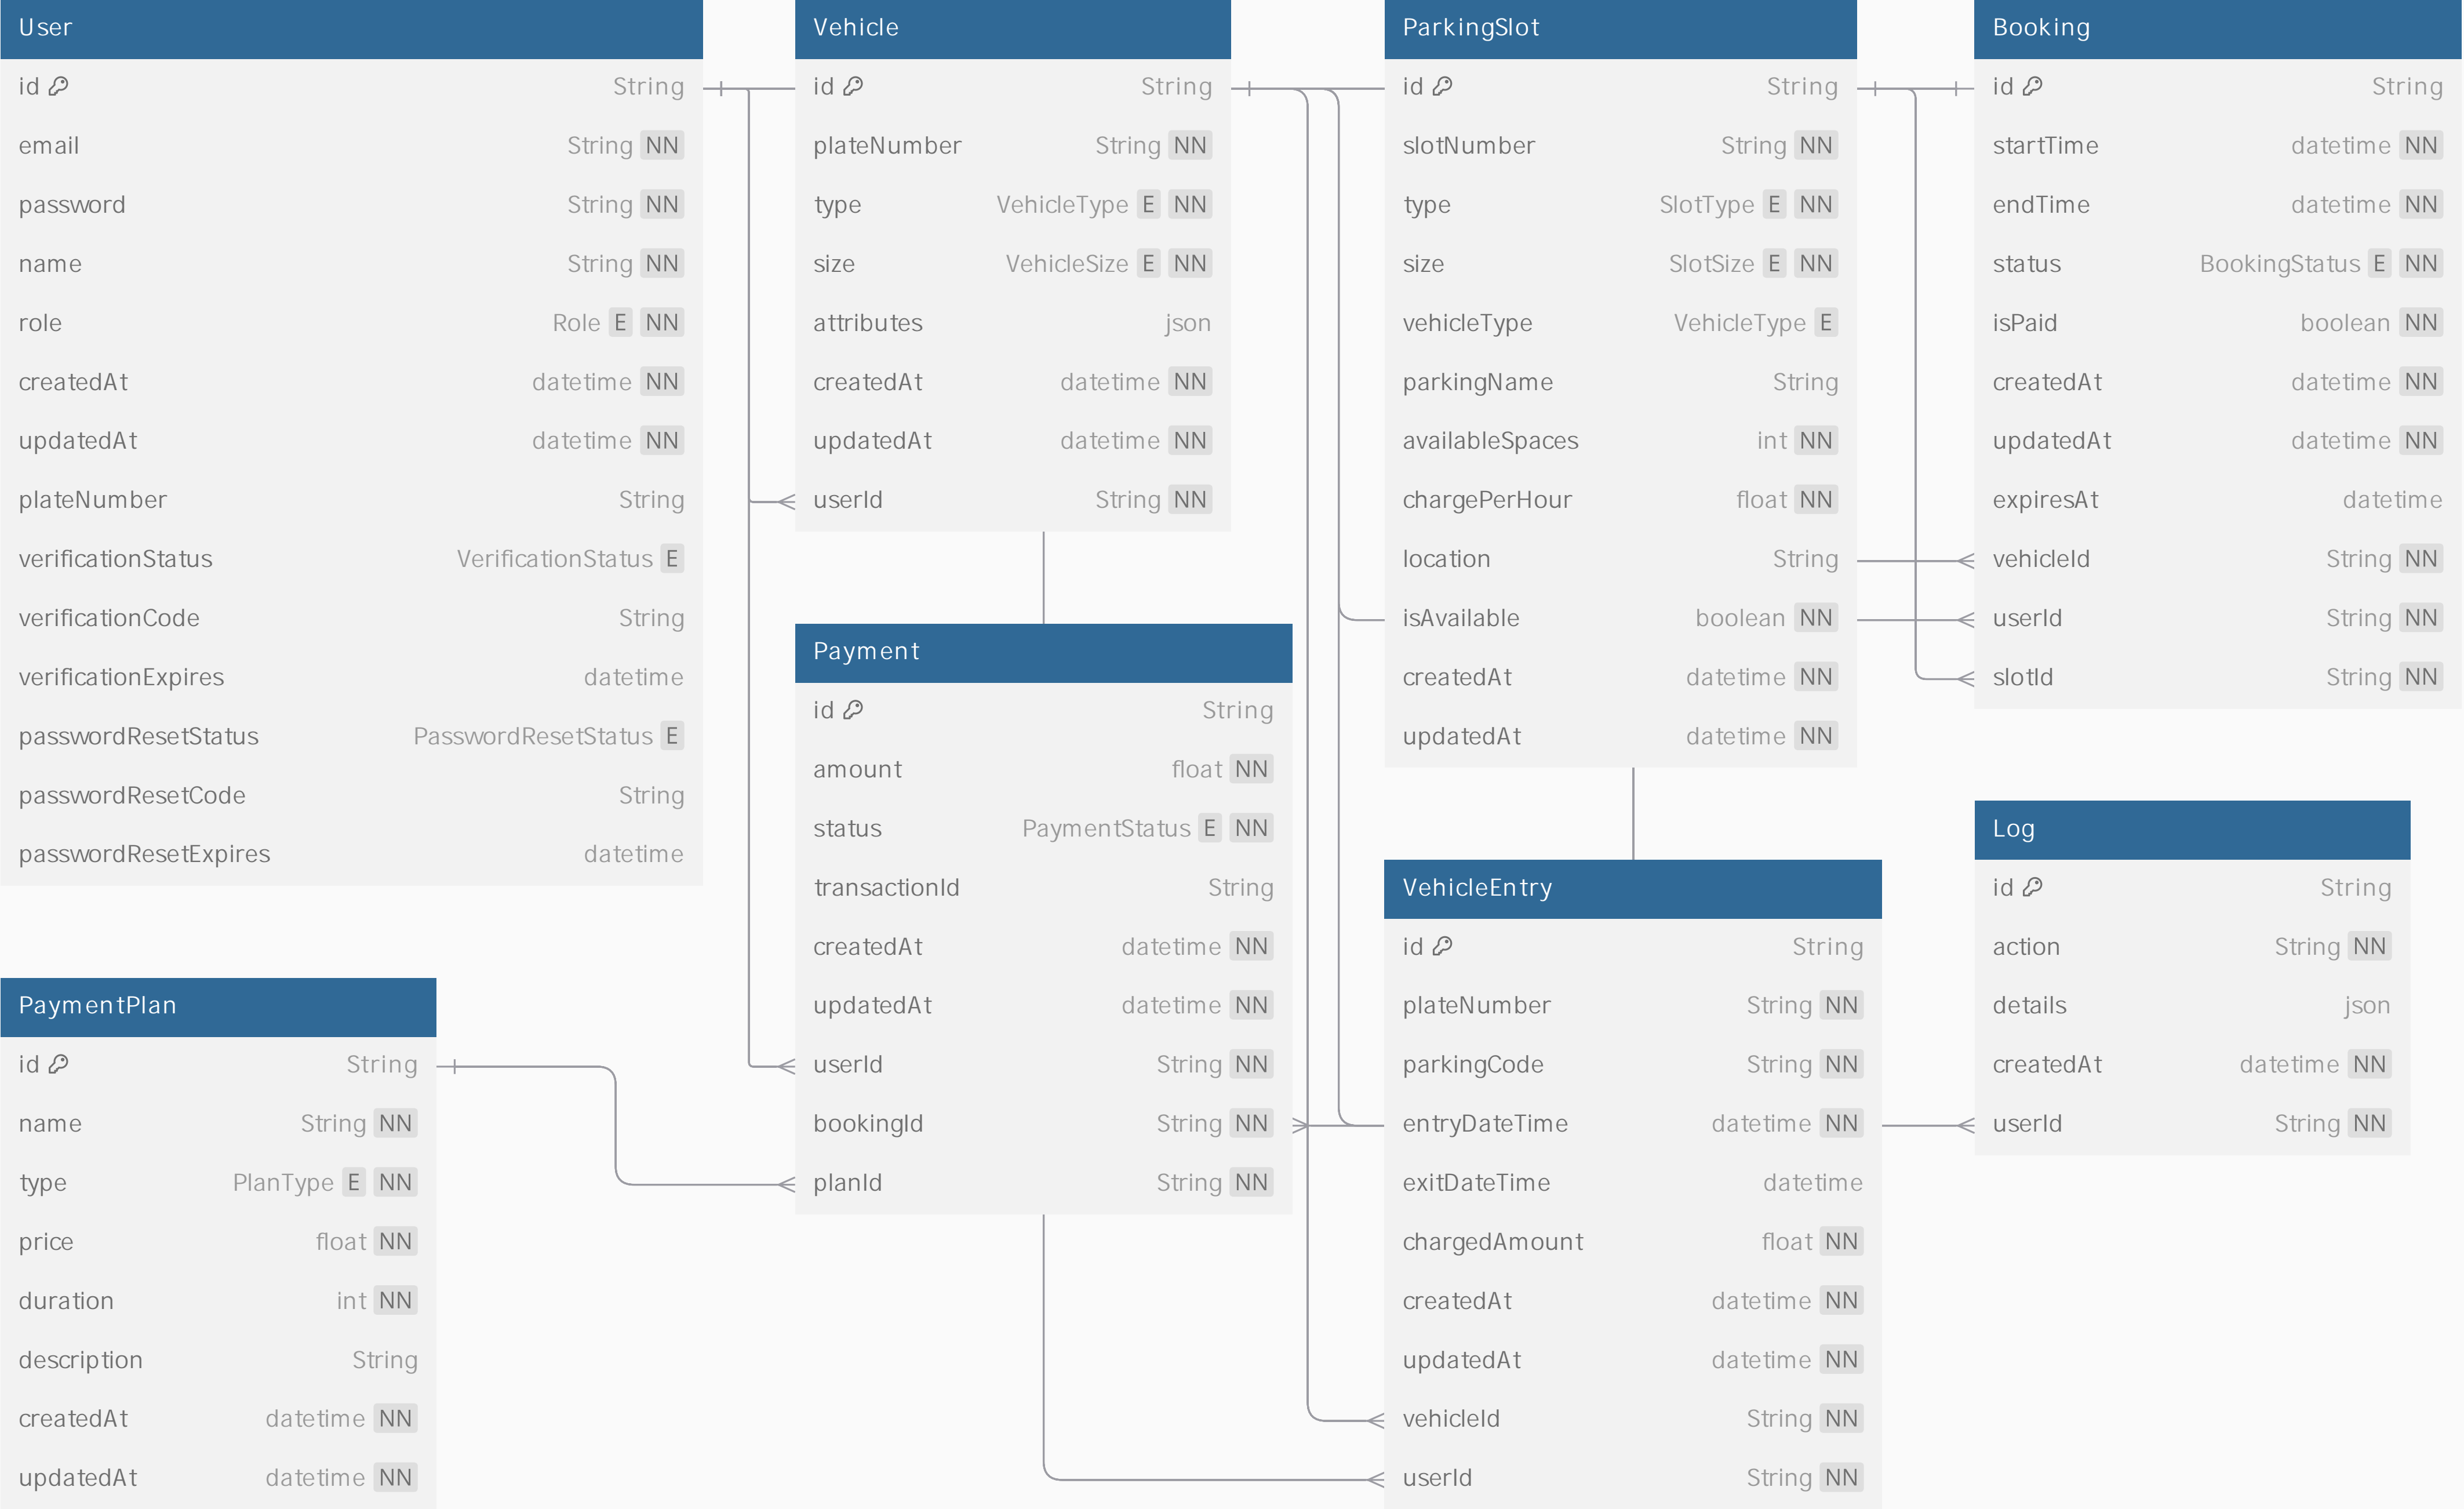 User
id String
email String NN
password String NN
name String NN
role Role E NN
createdAt datetime NN
updatedAt datetime NN
plateNumber String
verificationStatus VerificationStatus E
verificationCode String
verificationExpires datetime
passwordResetStatus PasswordResetStatus E
passwordResetCode String
passwordResetExpires datetime
PaymentPlan
id String
name String NN
type PlanType E NN
price float NN
duration int NN
description String
createdAt datetime NN
updatedAt datetime NN
Vehicle
id String
plateNumber String NN
type VehicleType E NN
size VehicleSize E NN
attributes json
createdAt datetime NN
updatedAt datetime NN
userId String NN
Payment
id String
amount float NN
status PaymentStatus E NN
transactionId String
createdAt datetime NN
updatedAt datetime NN
userId String NN
bookingId String NN
planId String NN
ParkingSlot
id String
slotNumber String NN
type SlotType E NN
size SlotSize E NN
vehicleType VehicleType E
parkingName String
availableSpaces int NN
chargePerHour float NN
location String
isAvailable boolean NN
createdAt datetime NN
updatedAt datetime NN
VehicleEntry
id String
plateNumber String NN
parkingCode String NN
entryDateTime datetime NN
exitDateTime datetime
chargedAmount float NN
createdAt datetime NN
updatedAt datetime NN
vehicleId String NN
userId String NN
Booking
id String
startTime datetime NN
endTime datetime NN
status BookingStatus E NN
isPaid boolean NN
createdAt datetime NN
updatedAt datetime NN
expiresAt datetime
vehicleId String NN
userId String NN
slotId String NN
Log
id String
action String NN
details json
createdAt datetime NN
userId String NN